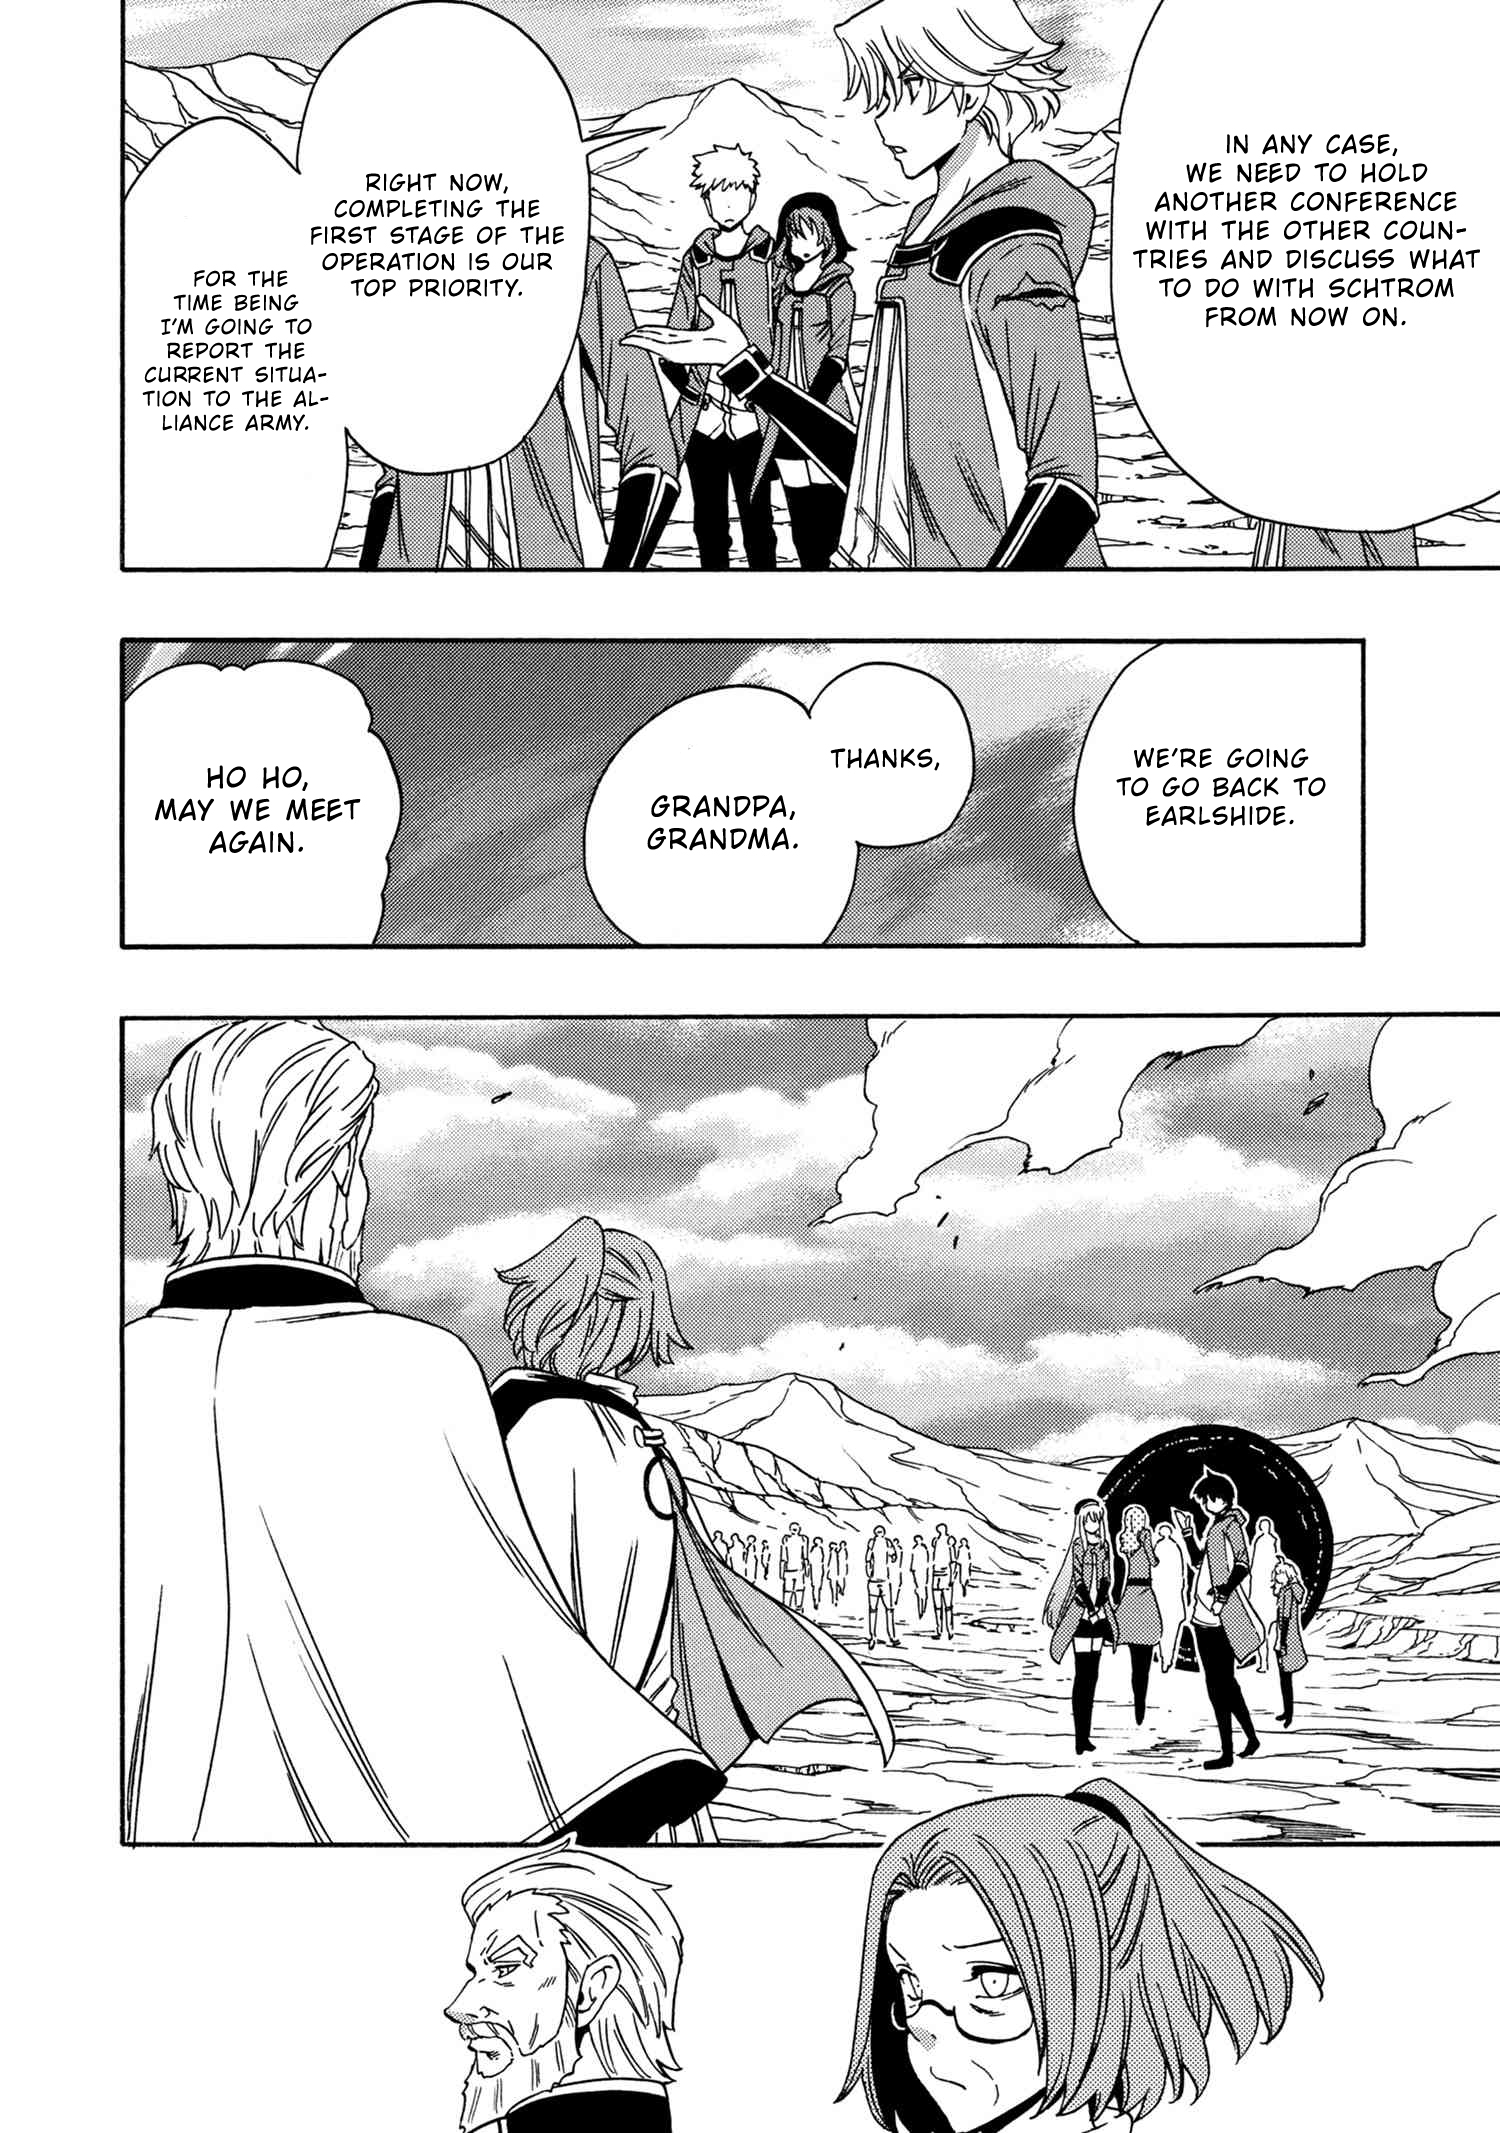 IN ANY CASE,
WE NEED TO HOLD
ANOTHER CONFERENCE
WITH THE OTHER COUN-
TRIES AND DISCUSS WHAT
TO DO WITH SCHTROM
FROM NOW ON.
RIGHT NOW,
COMPLETING THE
FIRST STAGE OF THE
OPERATION IS OUR
TOP PRIORITY.
FOR THE
TIME BEING
I'M GOING TO
REPORT THE
CURRENT SITUA-
TION TO THE AL-
LIANCE ARMY.
WE'RE GOING
TO GO BACK TO
EARLSHIDE.
THANKS,
GRANDPA,
GRANDMA.
HO HO,
MAY WE MEET
AGAIN.